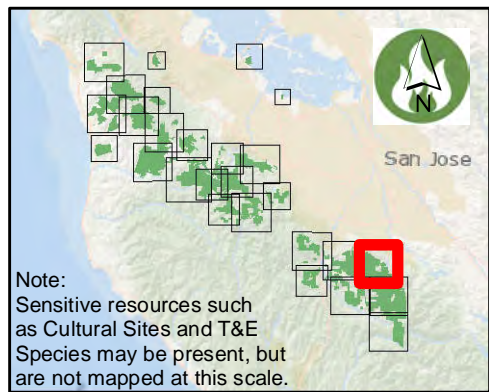 N
San Jose
Note:
Sensitive resources such
as Cultural Sites and T&E
Species may be present, but
are not mapped at this scale.